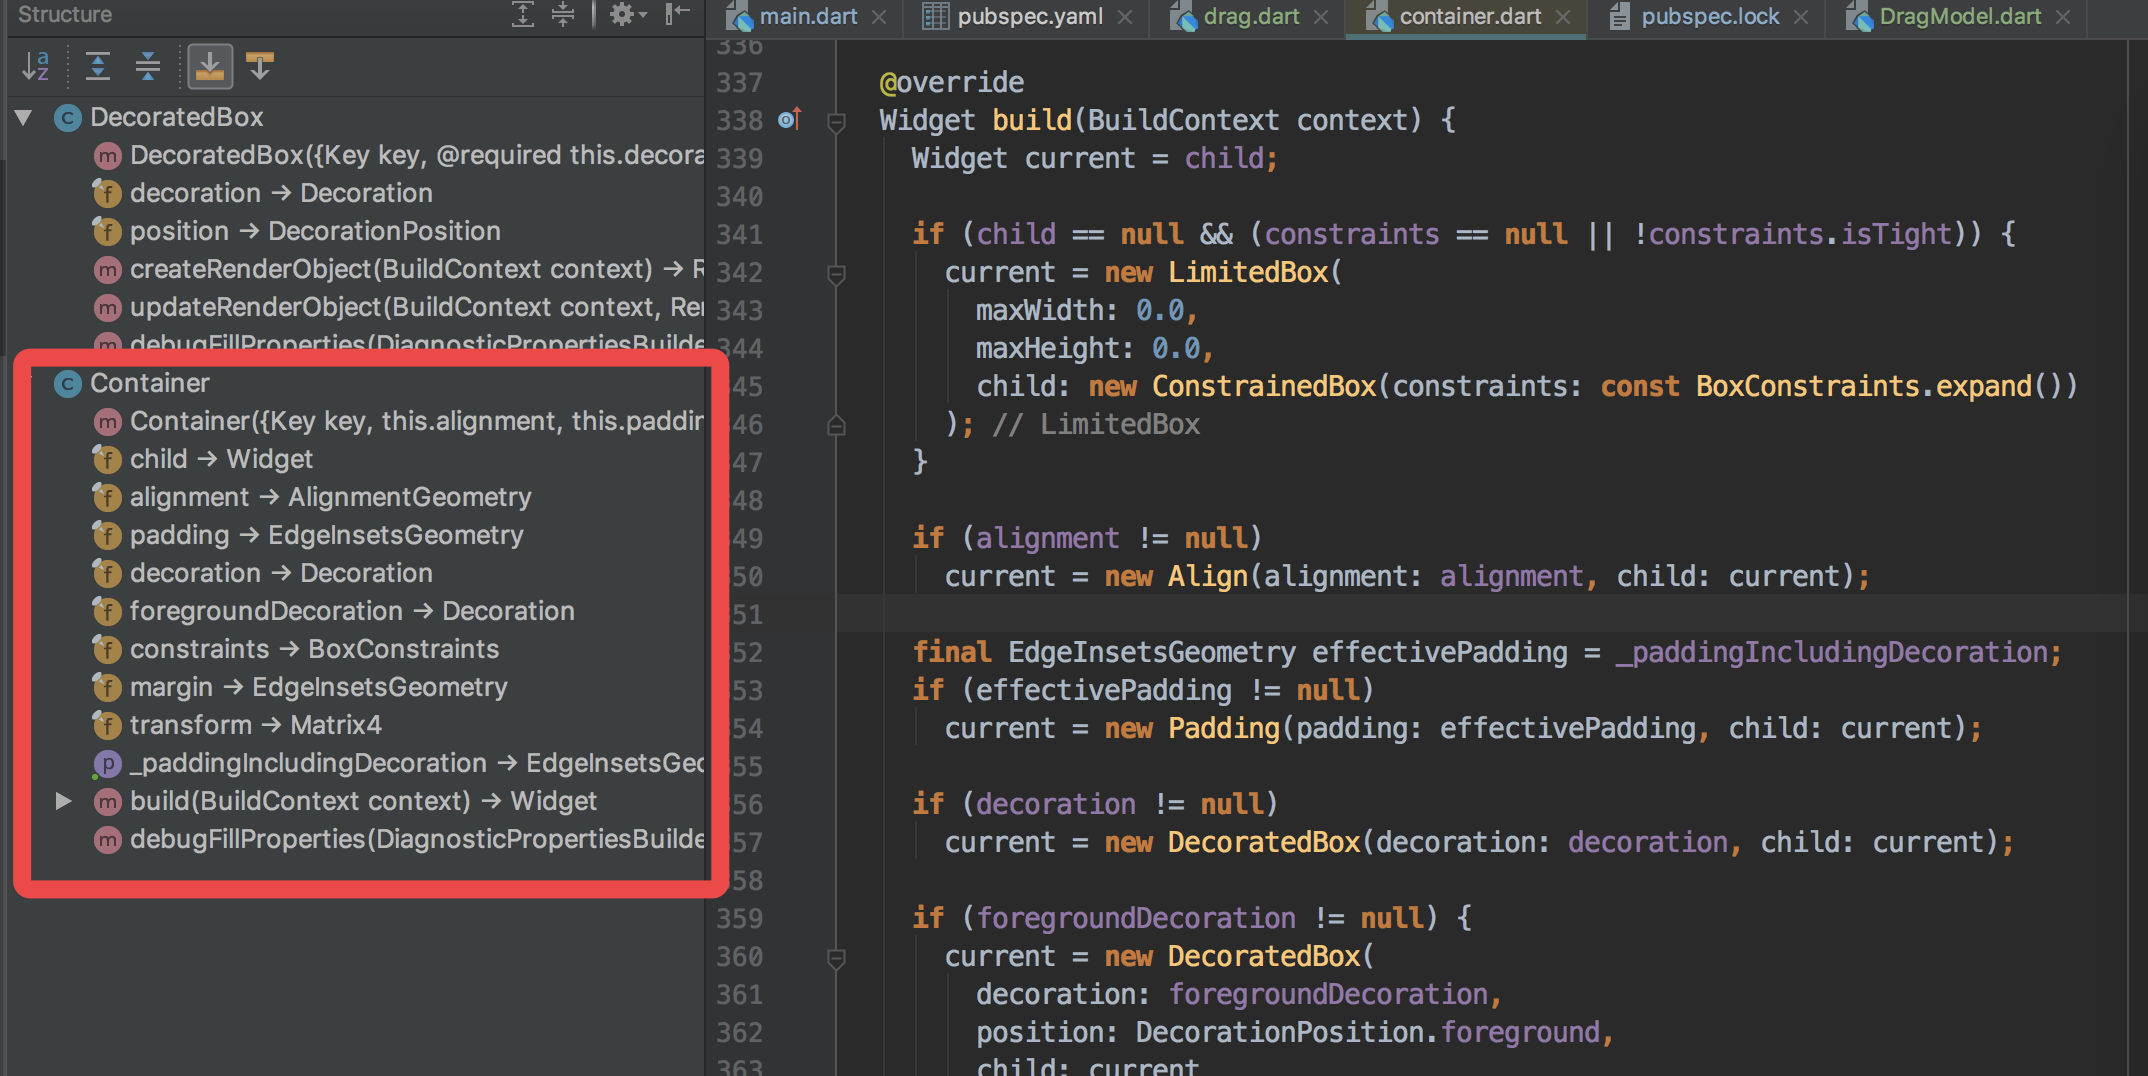 Structure
DecoratedBox
DecoratedBox({Key key, @required this.decora
decoration → Decoration
position → DecorationPosition
createRenderObject(BuildContext context) → R
updateRenderObject(BuildContext context, Rer
debugFillProperties(DiagnosticPropertiesBuilde
Container
Container({Key key, this.alignment, this.paddin
child → Widget
alignment → AlignmentGeometry
padding → EdgeInsetsGeometry
decoration → Decoration
foregroundDecoration → Decoration
constraints → BoxConstraints
margin → EdgeInsetsGeometry
transform → Matrix4
_paddingIncludingDecoration → EdgeInsetsGeo
build(BuildContext context) → Widget
debugFillProperties(DiagnosticPropertiesBuilde
main.dart pubspec.yaml drag.dart container.dart pubspec.lock DragModel.dart
336
337 @override
338 Widget build(BuildContext context) {
339 Widget current = child;
340
341 if (child == null && (constraints == null || !constraints.isTight)) {
342 current = new LimitedBox(
343 maxWidth: 0.0,
344 maxHeight: 0.0,
345 child: new ConstrainedBox(constraints: const BoxConstraints.expand())
46 ); // LimitedBox
47 }
48
49 if (alignment != null)
50 current = new Align(alignment: alignment, child: current);
51
52 final EdgeInsetsGeometry effectivePadding = _paddingIncludingDecoration;
53 if (effectivePadding != null)
54 current = new Padding(padding: effectivePadding, child: current);
55
56 if (decoration != null)
57 current = new DecoratedBox(decoration: decoration, child: current);
58
359 if (foregroundDecoration != null) {
360 current = new DecoratedBox(
361 decoration: foregroundDecoration,
362 position: DecorationPosition.foreground,
363 child: current